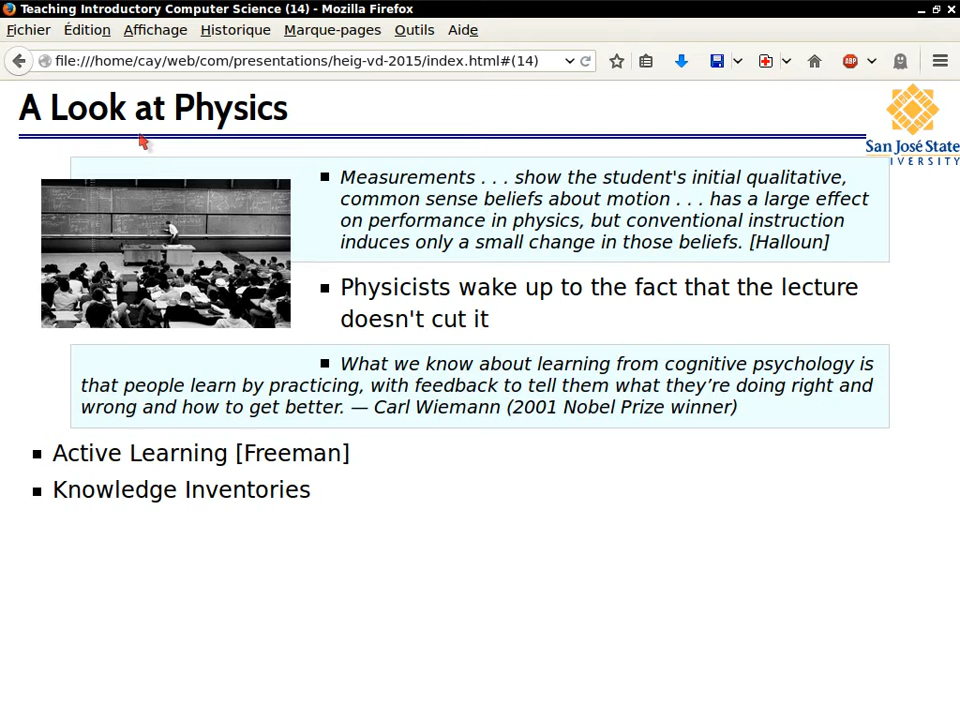 Teaching Introductory Computer Science (14) - Mozilla Firefox
Fichier Édition Affichage Historique Marque-pages Outils Aide
file:///home/cay/web/com/presentations/heig-vd-2015/index.html#(14)
ABP
A Look at Physics
San José State
UNIVERSITY
Measurements . . . show the student's initial qualitative,
common sense beliefs about motion . . . has a large effect
on performance in physics, but conventional instruction
induces only a small change in those beliefs. [Halloun]
Physicists wake up to the fact that the lecture
doesn't cut it
What we know about learning from cognitive psychology is
that people learn by practicing, with feedback to tell them what they’re doing right and
wrong and how to get better. — Carl Wiemann (2001 Nobel Prize winner)
Active Learning [Freeman]
Knowledge Inventories